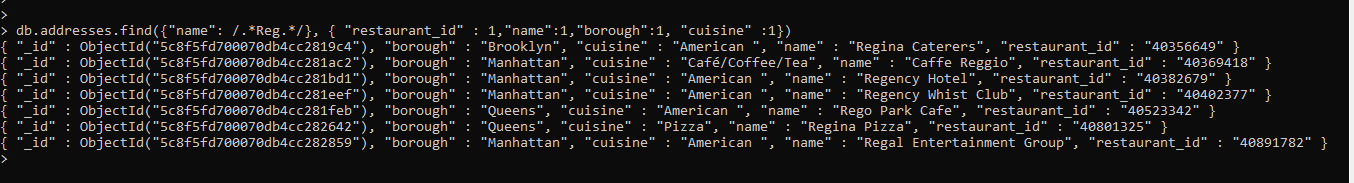 >
> db.addresses.find({"name": /.*Reg.*/}, { "restaurant_id" : 1,"name":1,"borough":1, "cuisine" :1})
{ "_id" : ObjectId("5c8f5fd700070db4cc2819c4"), "borough" : "Brooklyn", "cuisine" : "American ", "name" : "Regina Caterers", "restaurant_id" : "40356649" }
{ "_id" : ObjectId("5c8f5fd700070db4cc281ac2"), "borough" : "Manhattan", "cuisine" : "Café/Coffee/Tea", "name" : "Caffe Reggio", "restaurant_id" : "40369418" }
{ "_id" : ObjectId("5c8f5fd700070db4cc281bd1"), "borough" : "Manhattan", "cuisine" : "American ", "name" : "Regency Hotel", "restaurant_id" : "40382679" }
{ "_id" : ObjectId("5c8f5fd700070db4cc281eef"), "borough" : "Manhattan", "cuisine" : "American ", "name" : "Regency Whist Club", "restaurant_id" : "40402377" }
{ "_id" : ObjectId("5c8f5fd700070db4cc281feb"), "borough" : "Queens", "cuisine" : "American ", "name" : "Rego Park Cafe", "restaurant_id" : "40523342" }
{ "_id" : ObjectId("5c8f5fd700070db4cc282642"), "borough" : "Queens", "cuisine" : "Pizza", "name" : "Regina Pizza", "restaurant_id" : "40801325" }
{ "_id" : ObjectId("5c8f5fd700070db4cc282859"), "borough" : "Manhattan", "cuisine" : "American ", "name" : "Regal Entertainment Group", "restaurant_id" : "40891782" }
>